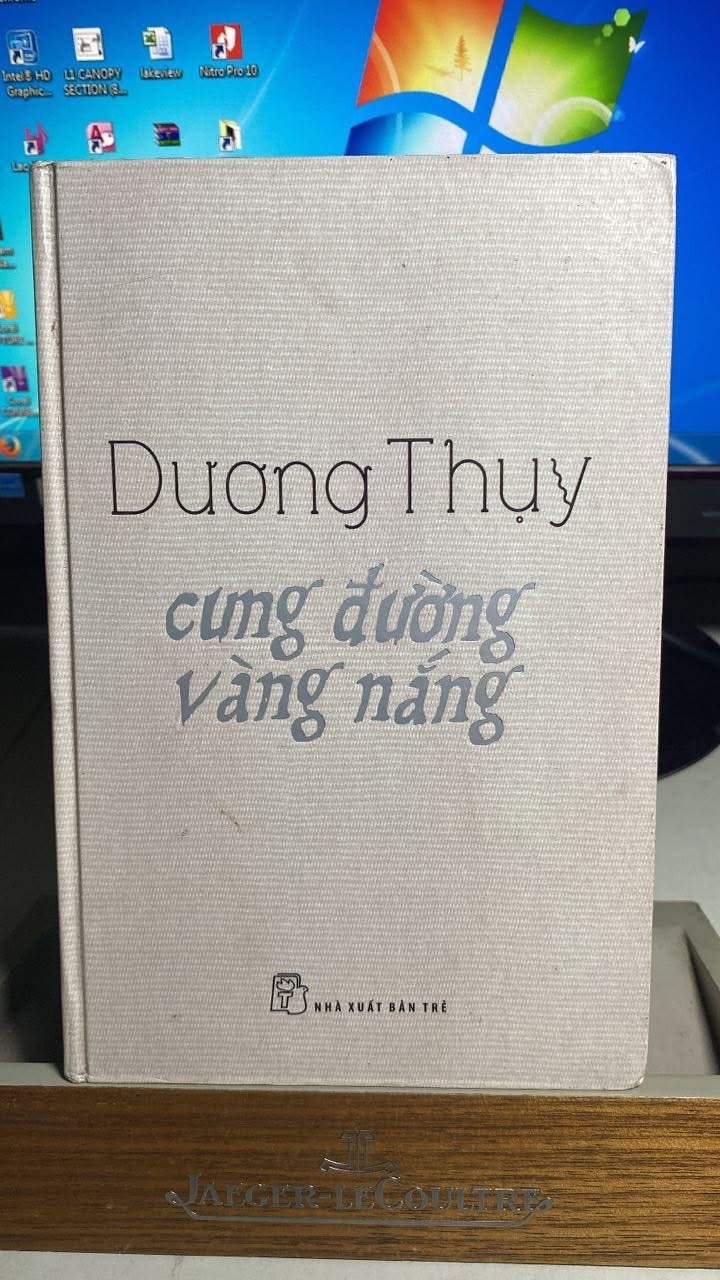 Intel® HD
Graphic...
L1 CANOPY
SECTION (8...
lakeview
Nitro Pro 10
Dương Thụy
cung đường
vàng nắng
NHÀ XUẤT BẢN TRẺ
JAEGER-LECOULTRE